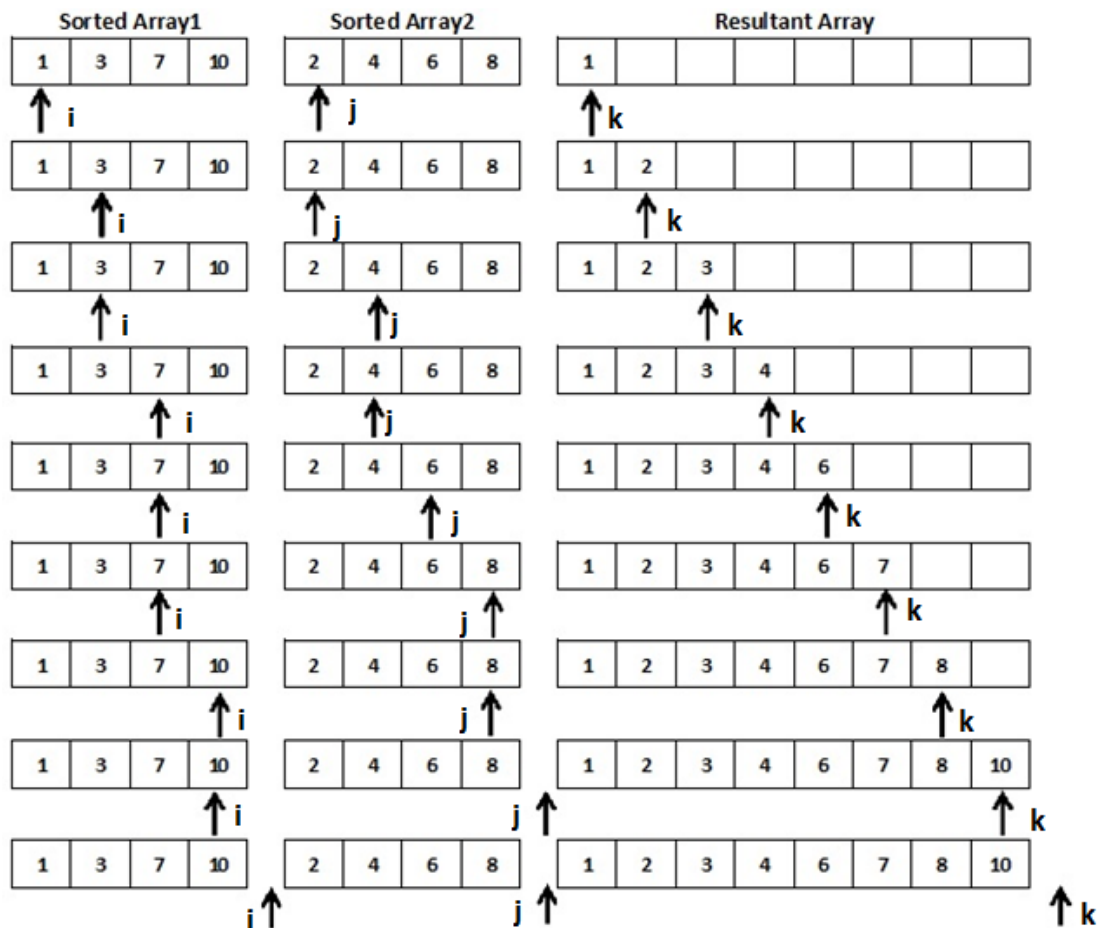 Sorted Array1 Sorted Array2 Resultant Array
1 3 7 10 2 4 6 8 1
i j k
1 3 7 10 2 4 6 8 1 2
i j k
1 3 7 10 2 4 6 8 1 2 3
i j k
1 3 7 10 2 4 6 8 1 2 3 4
i j k
1 3 7 10 2 4 6 8 1 2 3 4 6
i j k
1 3 7 10 2 4 6 8 1 2 3 4 6 7
i j k
1 3 7 10 2 4 6 8 1 2 3 4 6 7 8
i j k
1 3 7 10 2 4 6 8 1 2 3 4 6 7 8 10
i j k
1 3 7 10 2 4 6 8 1 2 3 4 6 7 8 10
i j k